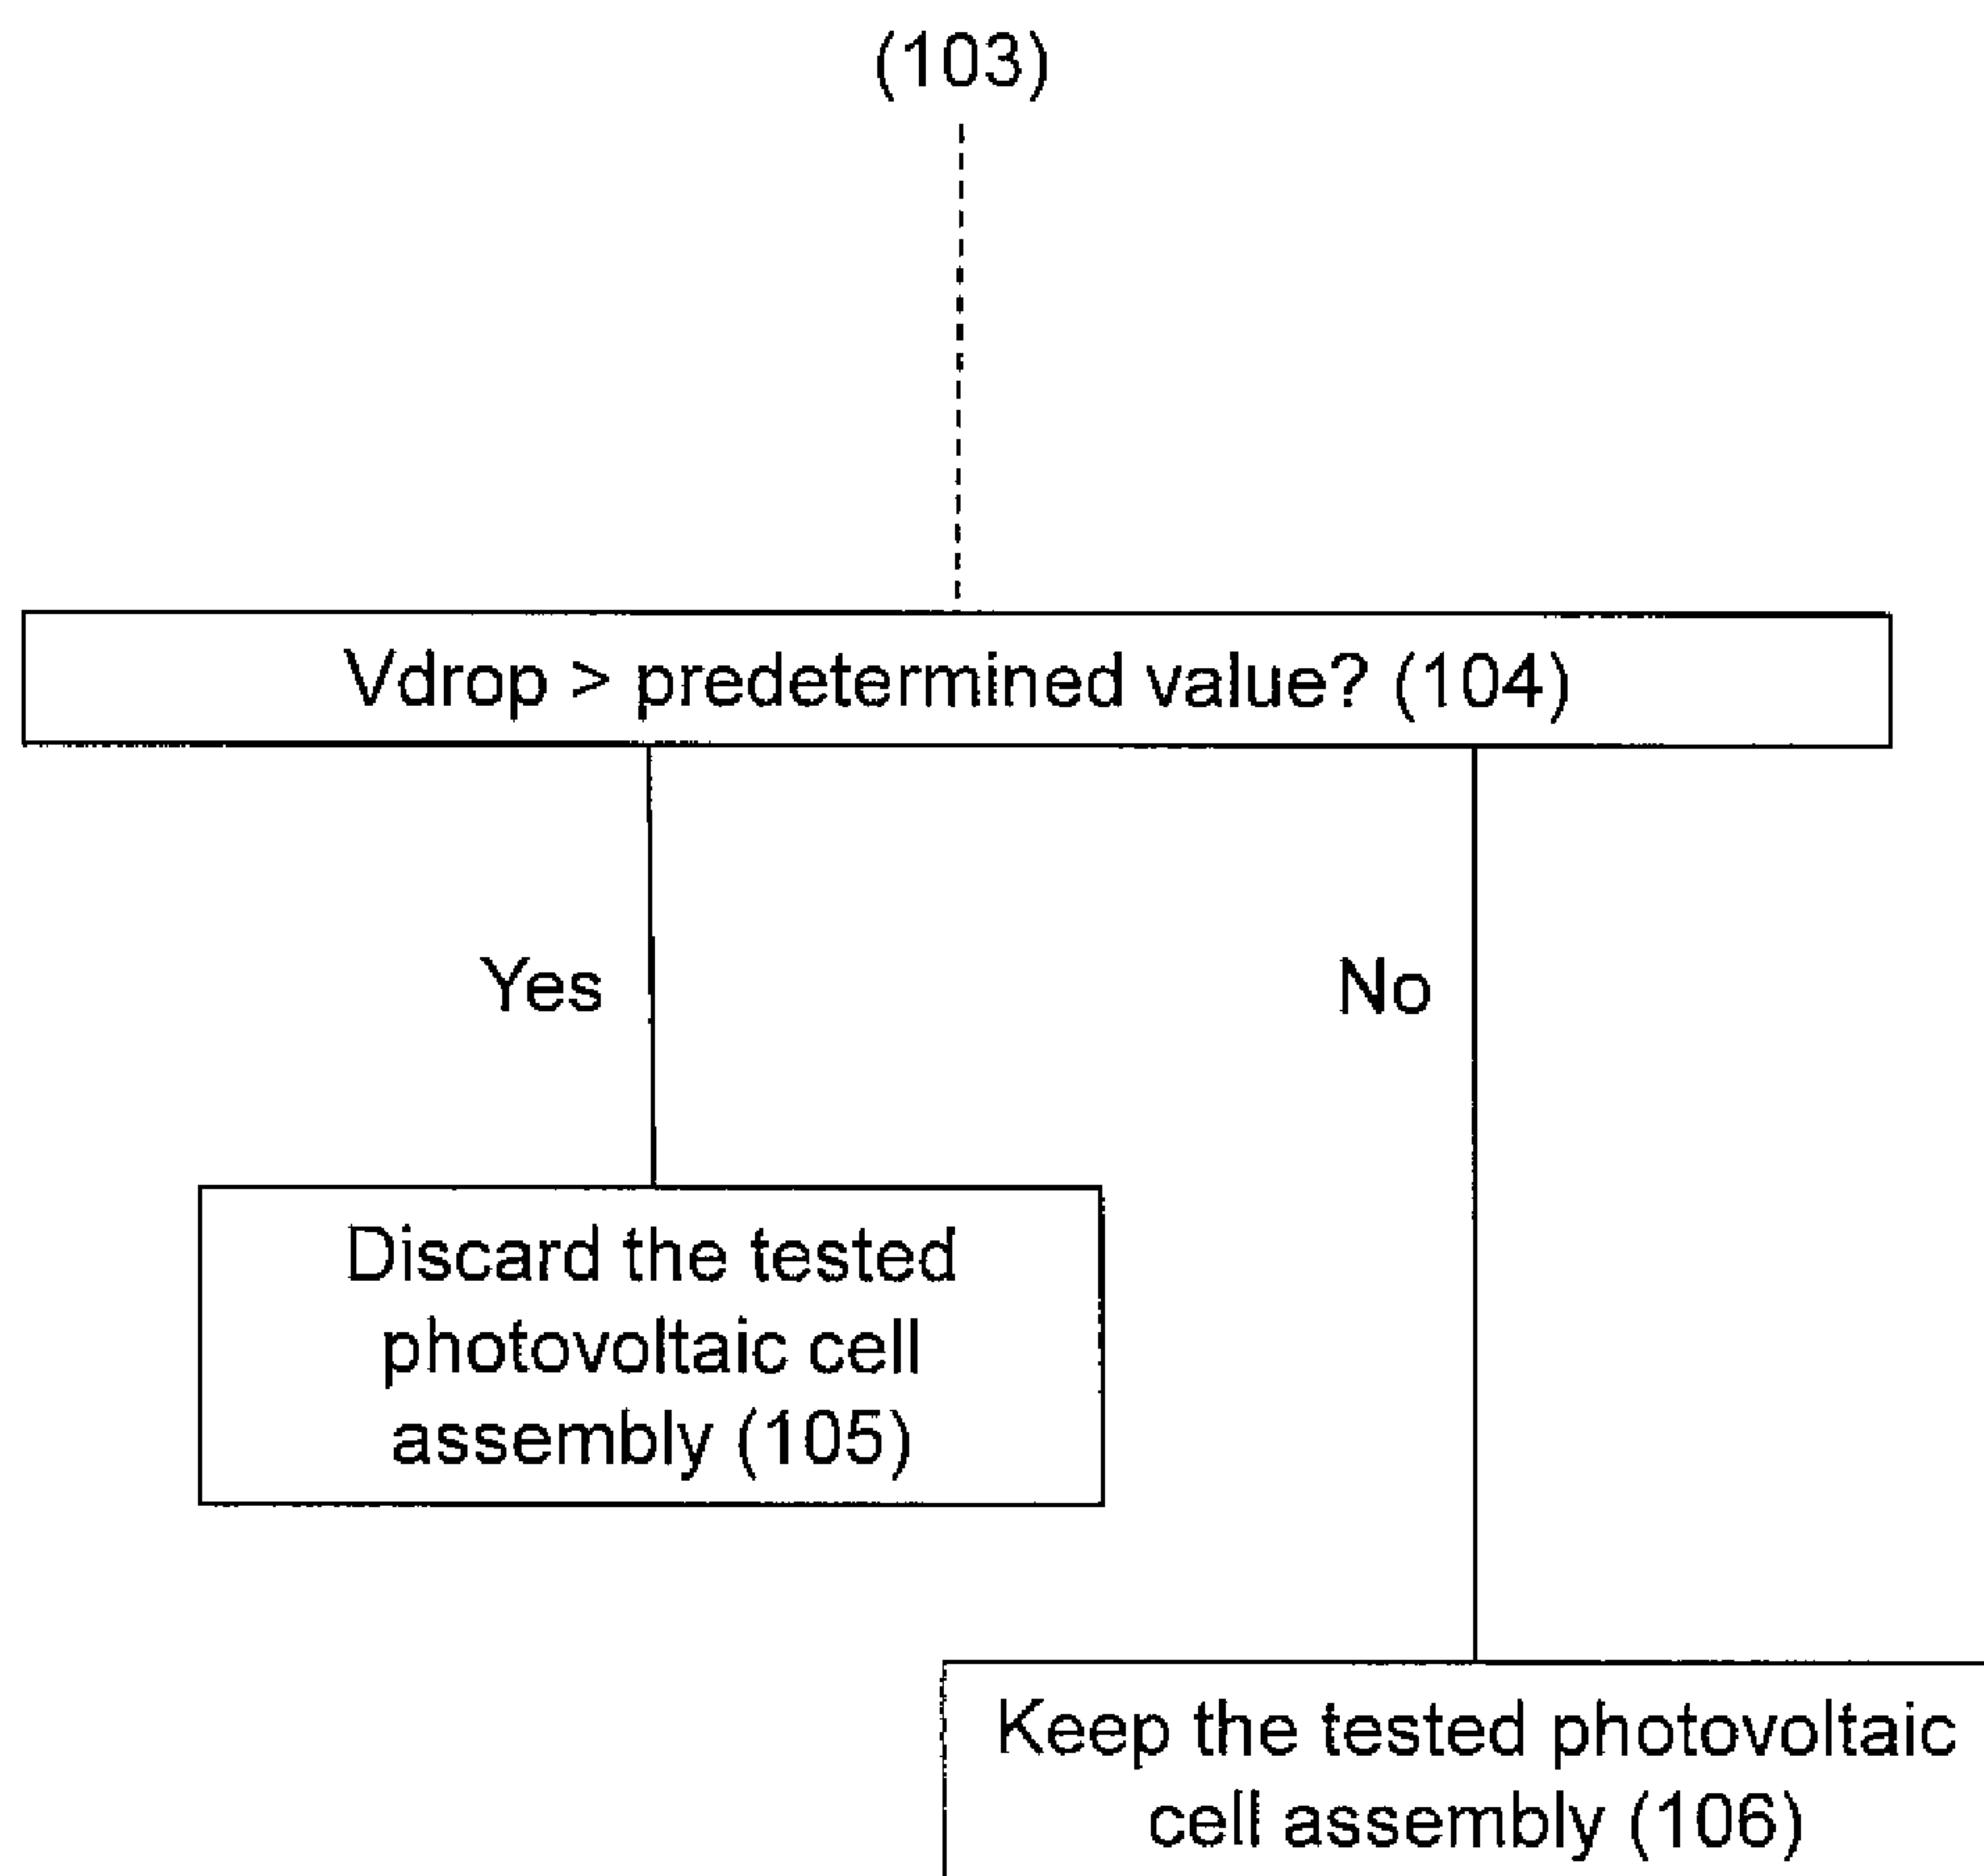 (103)
Vdrop > predetermined value? (104)
Yes
No
Discard the tested
photovoltaic cell
assembly (105)
Keep the tested photovoltaic
cell assembly (106)